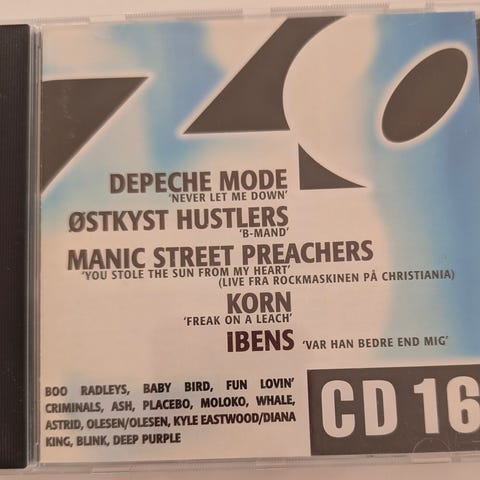 DEPECHE MODE
'NEVER LET ME DOWN'
ØSTKYST HUSTLERS
'B-MAND'
MANIC STREET PREACHERS
'YOU STOLE THE SUN FROM MY HEART'
(LIVE FRA ROCKMASKINEN PÅ CHRISTIANIA)
KORN
'FREAK ON A LEACH'
IBENS 'VAR HAN BEDRE END MIG'
BOO RADLEYS, BABY BIRD, FUN LOVIN'
CRIMINALS, ASH, PLACEBO, MOLOKO, WHALE,
ASTRID, OLESEN/OLESEN, KYLE EASTWOOD/DIANA
KING, BLINK, DEEP PURPLE
CD 16